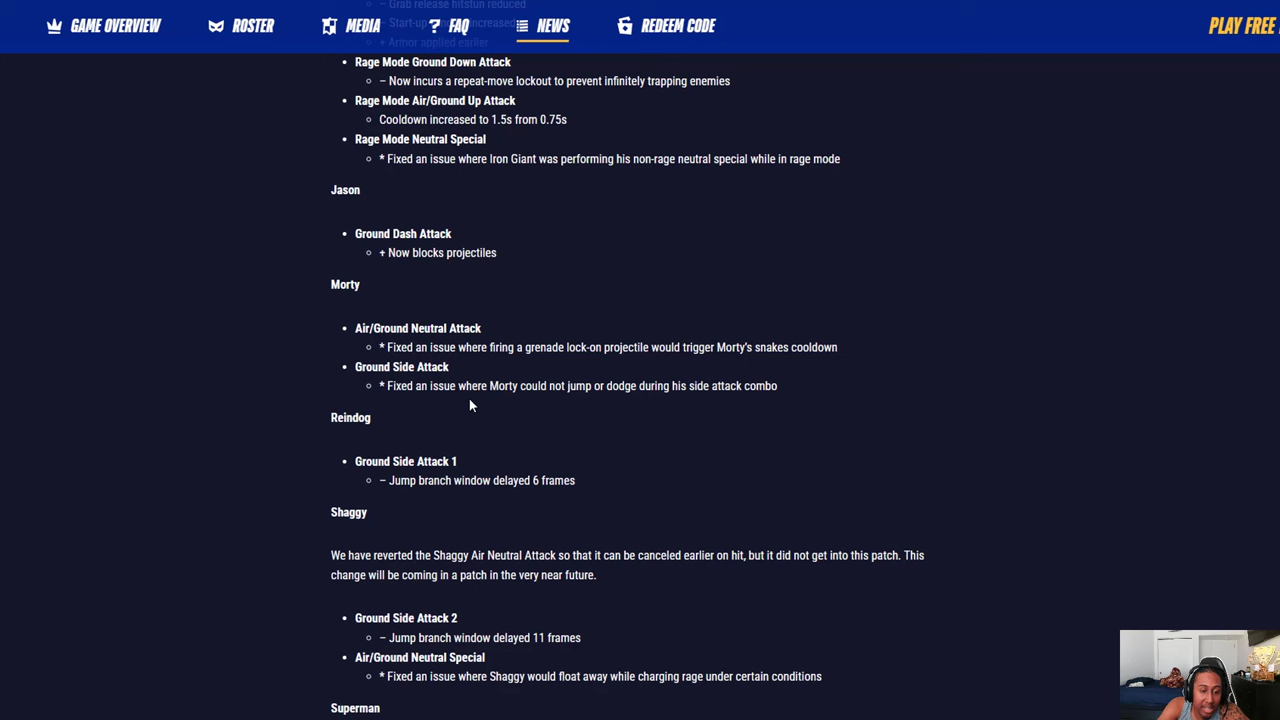 – Grab release hitstun reduced
GAME OVERVIEW ROSTER MEDIA ? FAQ NEWS REDEEM CODE PLAY FREE
+ Armor applied earlier
Rage Mode Ground Down Attack
– Now incurs a repeat-move lockout to prevent infinitely trapping enemies
Rage Mode Air/Ground Up Attack
Cooldown increased to 1.5s from 0.75s
Rage Mode Neutral Special
* Fixed an issue where Iron Giant was performing his non-rage neutral special while in rage mode
Jason
Ground Dash Attack
+ Now blocks projectiles
Morty
Air/Ground Neutral Attack
* Fixed an issue where firing a grenade lock-on projectile would trigger Morty's snakes cooldown
Ground Side Attack
* Fixed an issue where Morty could not jump or dodge during his side attack combo
Reindog
Ground Side Attack 1
– Jump branch window delayed 6 frames
Shaggy
We have reverted the Shaggy Air Neutral Attack so that it can be canceled earlier on hit, but it did not get into this patch. This
change will be coming in a patch in the very near future.
Ground Side Attack 2
– Jump branch window delayed 11 frames
Air/Ground Neutral Special
* Fixed an issue where Shaggy would float away while charging rage under certain conditions
Superman